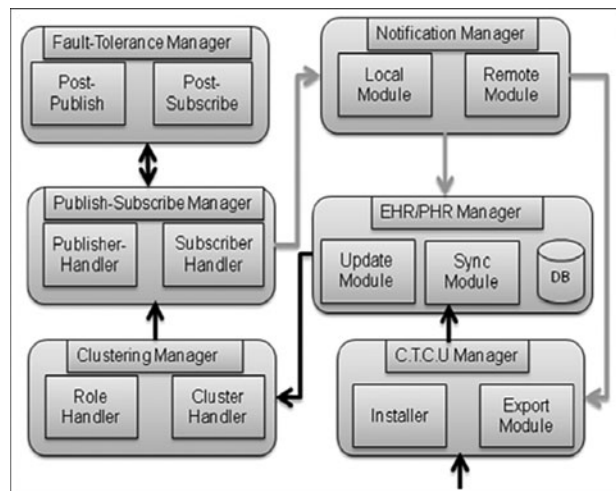 Fault-Tolerance Manager
Post-
Publish
Post-
Subscribe
Notification Manager
Local
Module
Remote
Module
Publish-Subscribe Manager
Publisher-
Handler
Subscriber
Handler
EHR/PHR Manager
Update
Module
Sync
Module
DB
Clustering Manager
Role
Handler
Cluster
Handler
C.T.C.U Manager
Installer
Export
Module